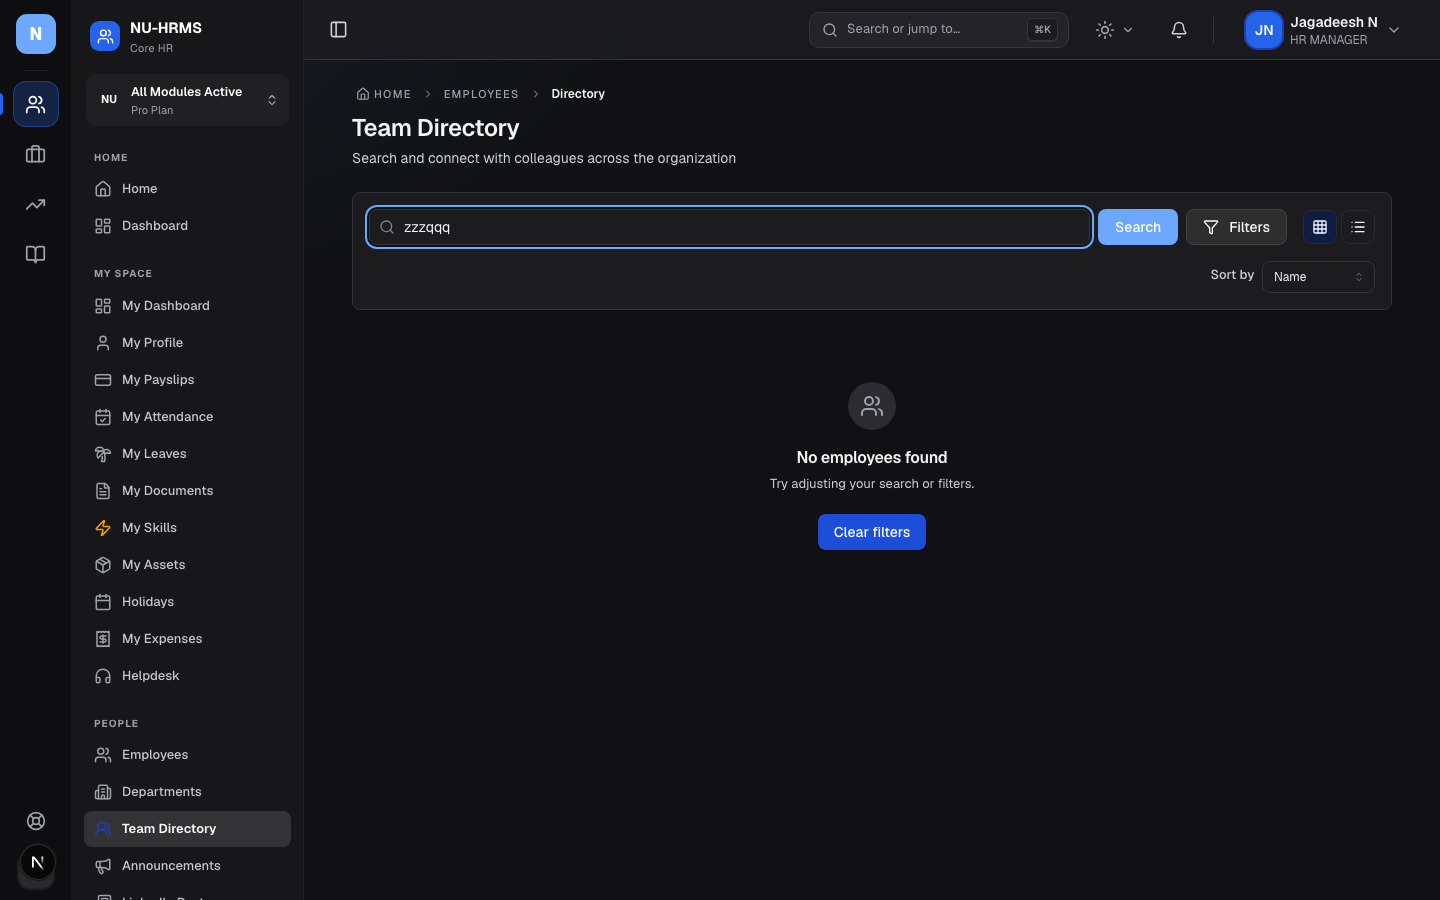 N
NU-HRMS
Core HR
NU
All Modules Active
Pro Plan
HOME
Home
Dashboard
MY SPACE
My Dashboard
My Profile
My Payslips
My Attendance
My Leaves
My Documents
My Skills
My Assets
Holidays
My Expenses
Helpdesk
PEOPLE
Employees
Departments
Team Directory
Announcements
N
Search or jump to...
⌘K
JN
Jagadeesh N
HR MANAGER
HOME
EMPLOYEES
Directory
Team Directory
Search and connect with colleagues across the organization
zzzqqq
Search
Filters
Sort by
Name
No employees found
Try adjusting your search or filters.
Clear filters